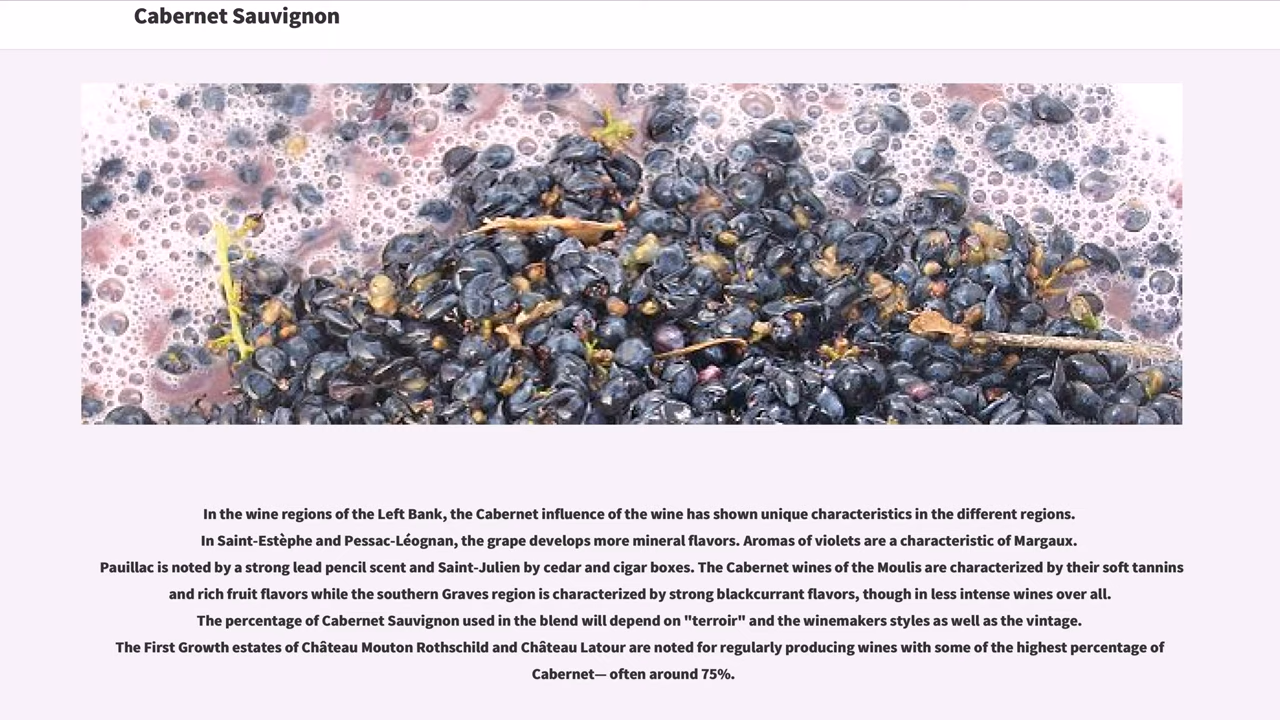 Cabernet Sauvignon
In the wine regions of the Left Bank, the Cabernet influence of the wine has shown unique characteristics in the different regions.
In Saint-Estèphe and Pessac-Léognan, the grape develops more mineral flavors. Aromas of violets are a characteristic of Margaux.
Pauillac is noted by a strong lead pencil scent and Saint-Julien by cedar and cigar boxes. The Cabernet wines of the Moulis are characterized by their soft tannins
and rich fruit flavors while the southern Graves region is characterized by strong blackcurrant flavors, though in less intense wines over all.
The percentage of Cabernet Sauvignon used in the blend will depend on "terroir" and the winemakers styles as well as the vintage.
The First Growth estates of Château Mouton Rothschild and Château Latour are noted for regularly producing wines with some of the highest percentage of
Cabernet— often around 75%.